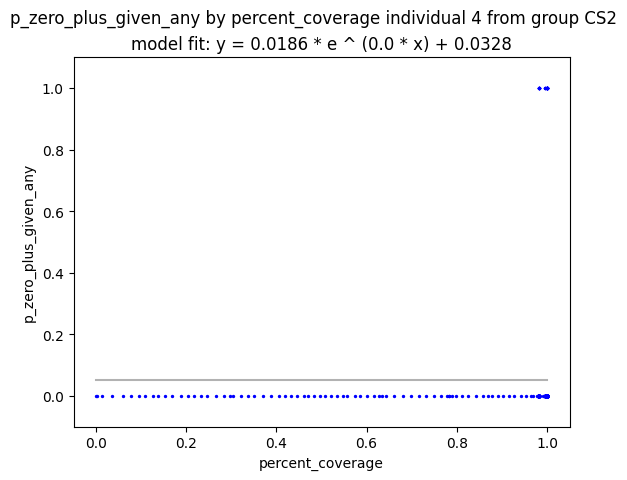 p_zero_plus_given_any by percent_coverage individual 4 from group CS2
model fit: y = 0.0186 * e ^ (0.0 * x) + 0.0328
1.0
0.8
0.6
0.4
0.2
0.0
p_zero_plus_given_any
0.0 0.2 0.4 0.6 0.8 1.0
percent_coverage